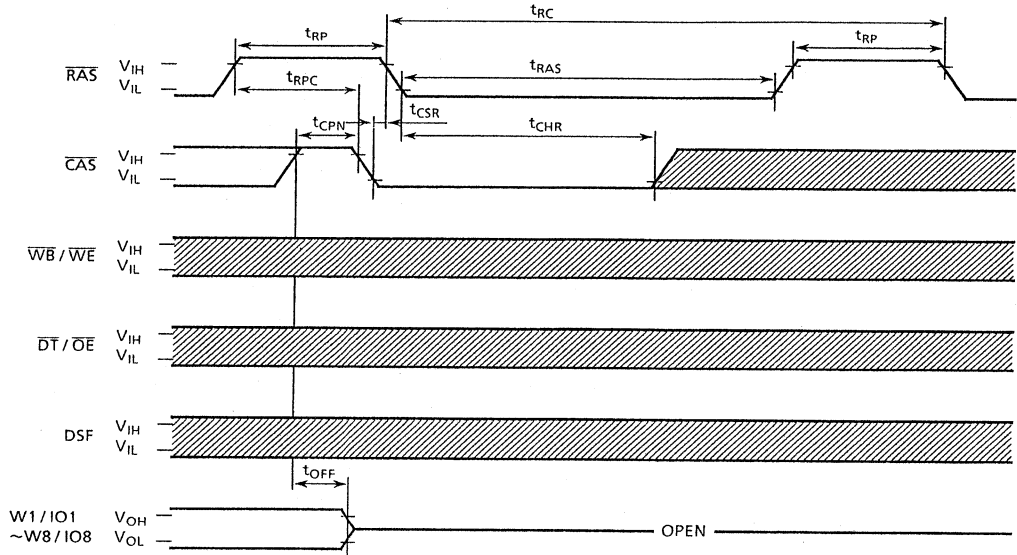 tRC
tRP
tRP
RAS
VIH
VIL
tRPC
tRAS
tCSR
tCPN
tCHR
CAS
VIH
VIL
WB / WE
VIH
VIL
DT / OE
VIH
VIL
DSF
VIH
VIL
tOFF
W1 / IO1
~W8 / IO8
VOH
VOL
OPEN